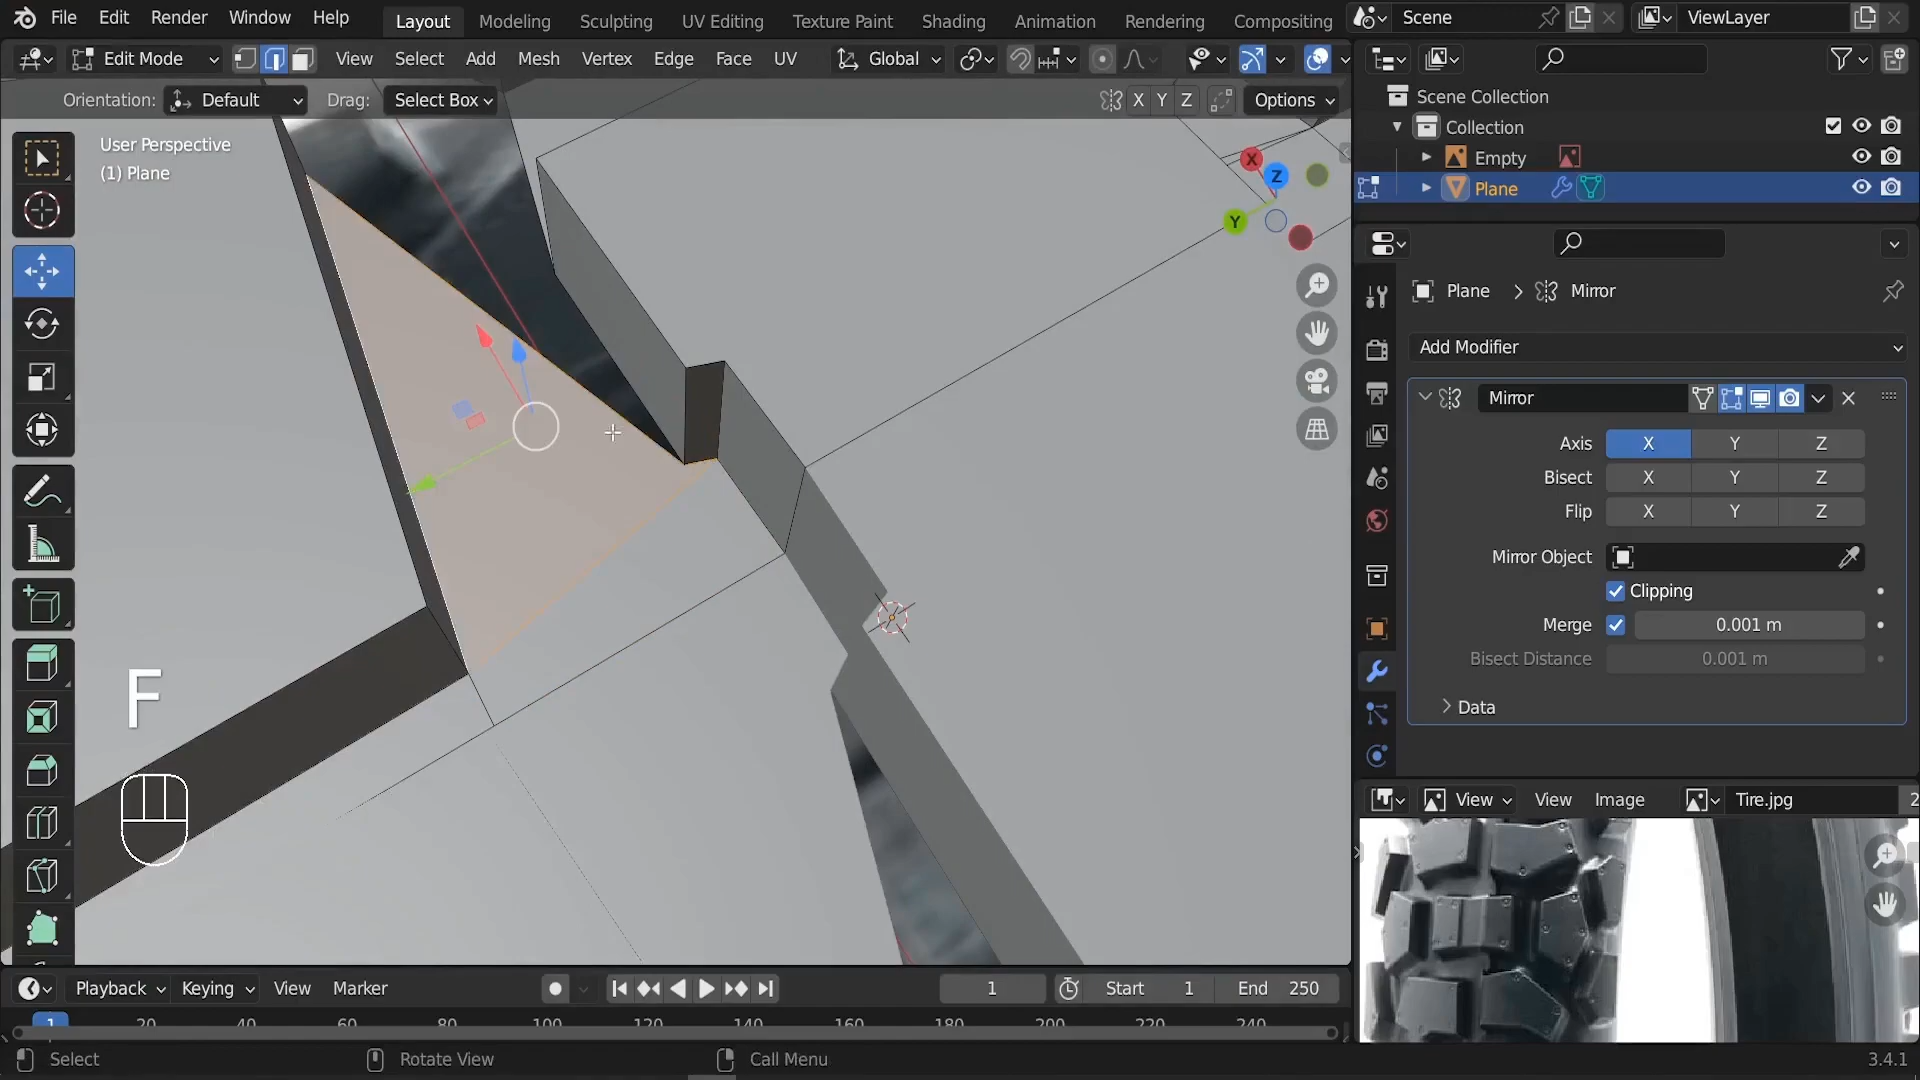 File Edit Render Window Help Layout Modeling Sculpting UV Editing Texture Paint Shading Animation Rendering Compositing Scene ViewLayer
Edit Mode View Select Add Mesh Vertex Edge Face UV Global
Orientation: Default Drag: Select Box X Y Z Options
User Perspective
(1) Plane
X
Z
Y
F
Scene Collection
Collection
Empty
Plane
Plane > Mirror
Add Modifier
Mirror
Axis X Y Z
Bisect X Y Z
Flip X Y Z
Mirror Object
Clipping
Merge 0.001 m
Bisect Distance 0.001 m
Data
View View Image Tire.jpg 2
Playback Keying View Marker 1 Start 1 End 250
1 20 40 60 80 100 120 140 160 180 200 220 240
Select Rotate View Call Menu 3.4.1